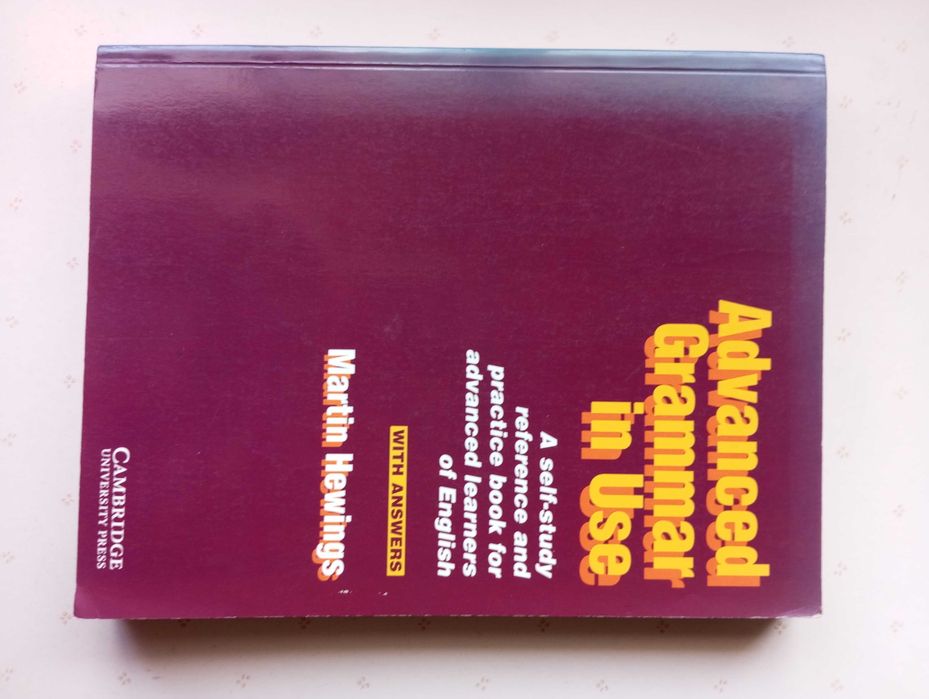 Advanced
Grammar
in Use
A self-study
reference and
practice book for
advanced learners
of English
WITH ANSWERS
Martin Hewings
CAMBRIDGE
UNIVERSITY PRESS